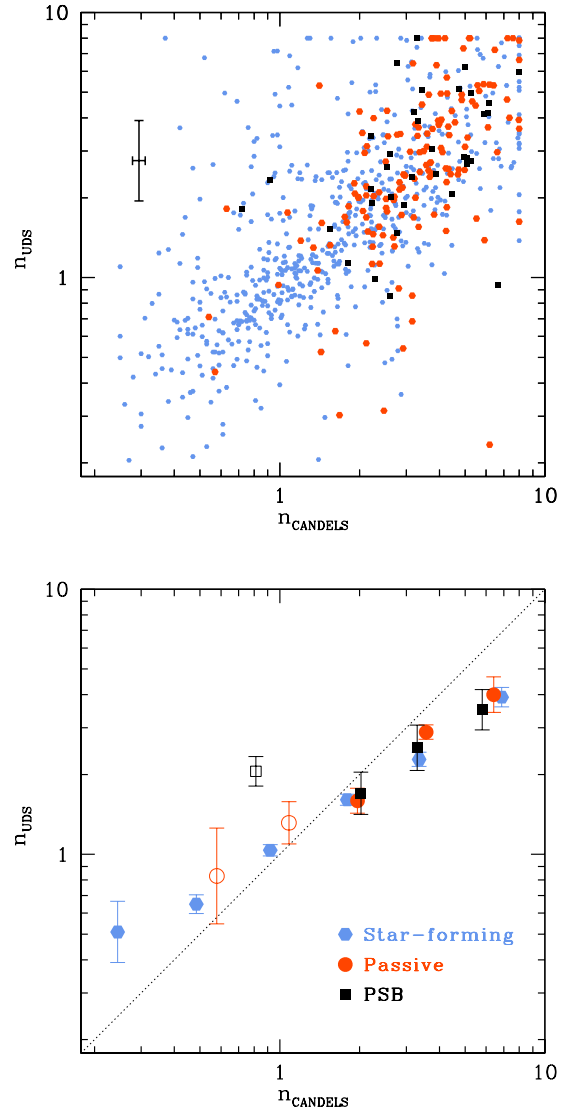 10
n_UDS
1
1
10
n_CANDELS
10
n_UDS
1
Star-forming
Passive
PSB
1
10
n_CANDELS